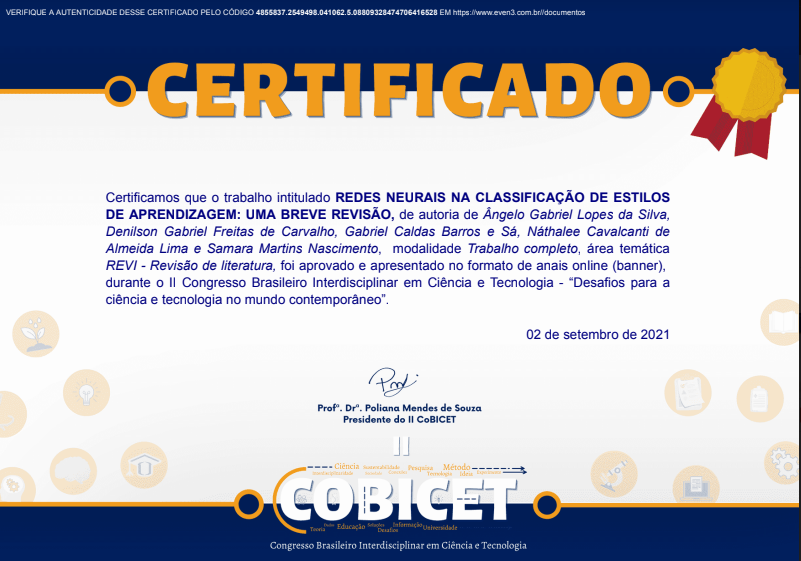 VERIFIQUE A AUTENTICIDADE DESSE CERTIFICADO PELO CÓDIGO 4855837.2549498.041062.5.08809328474706416528 EM https://www.even3.com.br//documentos
CERTIFICADO
Certificamos que o trabalho intitulado REDES NEURAIS NA CLASSIFICAÇÃO DE ESTILOS
DE APRENDIZAGEM: UMA BREVE REVISÃO, de autoria de Ângelo Gabriel Lopes da Silva,
Denilson Gabriel Freitas de Carvalho, Gabriel Caldas Barros e Sá, Náthalee Cavalcanti de
Almeida Lima e Samara Martins Nascimento, modalidade Trabalho completo, área temática
REVI - Revisão de literatura, foi aprovado e apresentado no formato de anais online (banner),
durante o II Congresso Brasileiro Interdisciplinar em Ciência e Tecnologia - “Desafios para a
ciência e tecnologia no mundo contemporâneo”.
02 de setembro de 2021
Profª. Drª. Poliana Mendes de Souza
Presidente do II CoBICET
II
Ciência Sustentabilidade Pesquisa Método
Interdisciplinaridade Tecnologia Ideia
COBICET
Teoria Educação Soluções Desafios Informação Universidade
Congresso Brasileiro Interdisciplinar em Ciência e Tecnologia